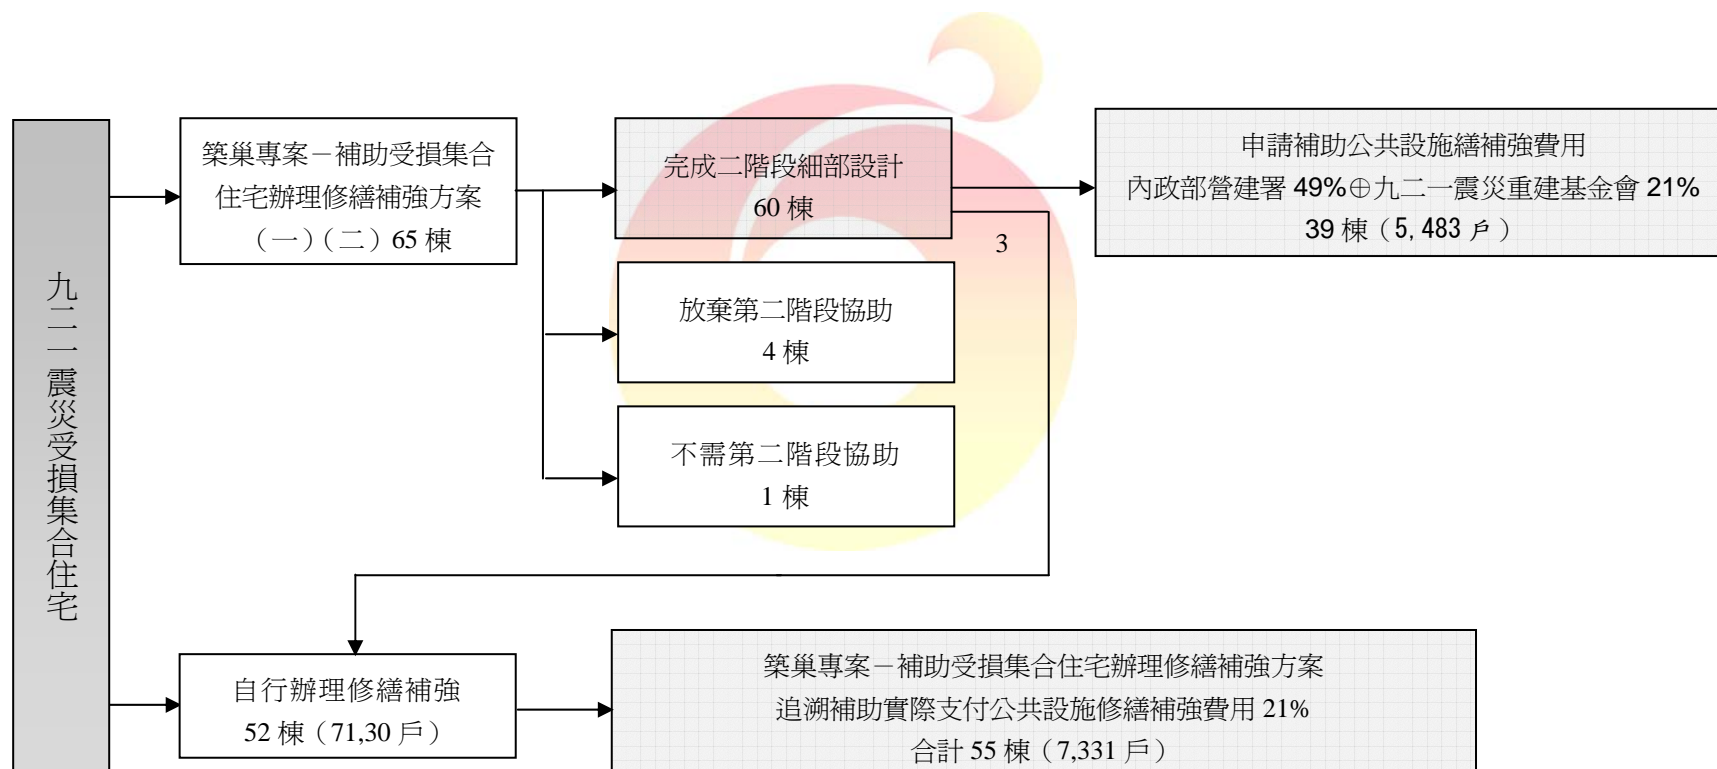 九二一震災受損集合住宅
築巢專案－補助受損集合
住宅辦理修繕補強方案
（一）（二）65 棟
完成二階段細部設計
60 棟
3
申請補助公共設施繕補強費用
內政部營建署 49%⊕九二一震災重建基金會 21%
39 棟（5,483 戶）
放棄第二階段協助
4 棟
不需第二階段協助
1 棟
自行辦理修繕補強
52 棟（71,30 戶）
築巢專案－補助受損集合住宅辦理修繕補強方案
追溯補助實際支付公共設施修繕補強費用 21%
合計 55 棟（7,331 戶）